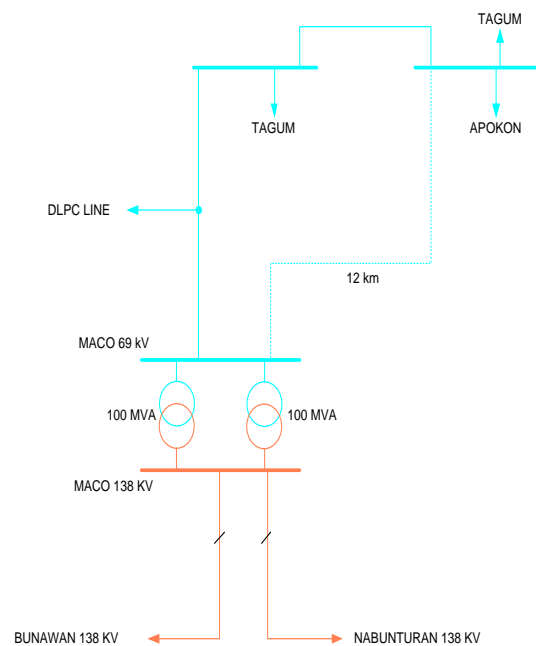 TAGUM
TAGUM
APOKON
DLPC LINE
12 km
MACO 69 kV
100 MVA
100 MVA
MACO 138 KV
BUNAWAN 138 KV
NABUNTURAN 138 KV